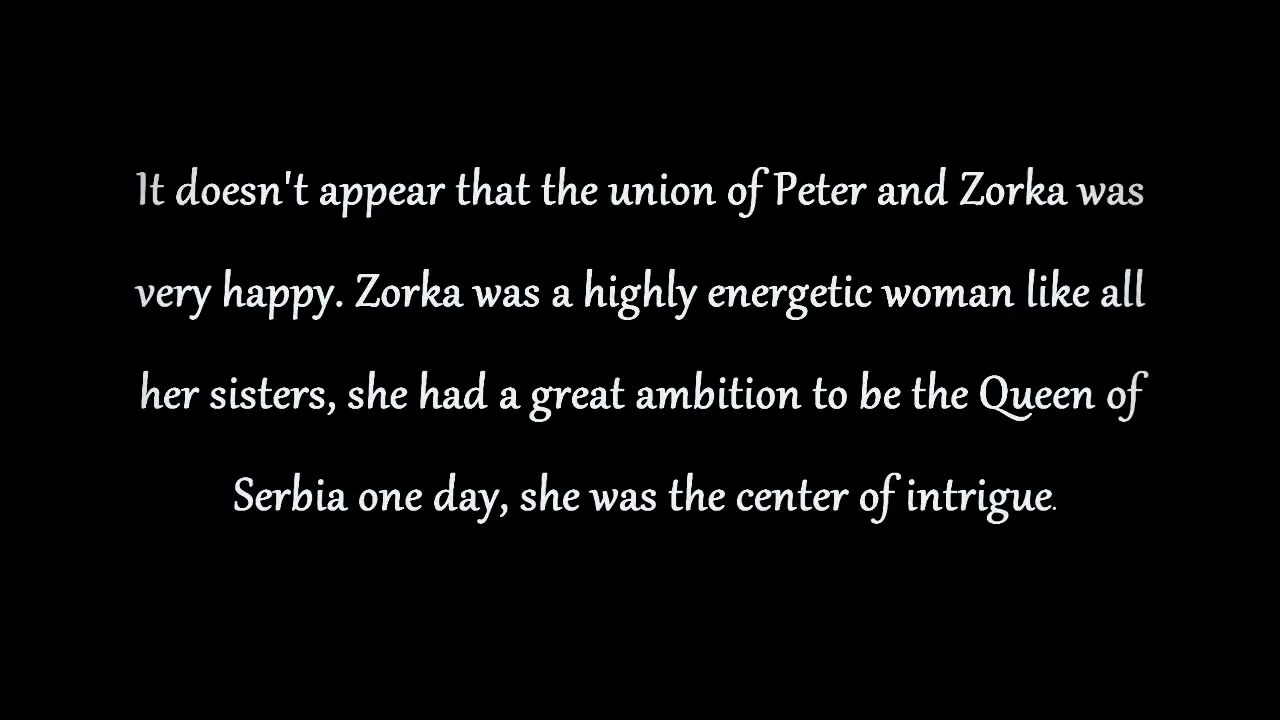 It doesn't appear that the union of Peter and Zorka was
very happy. Zorka was a highly energetic woman like all
her sisters, she had a great ambition to be the Queen of
Serbia one day, she was the center of intrigue.